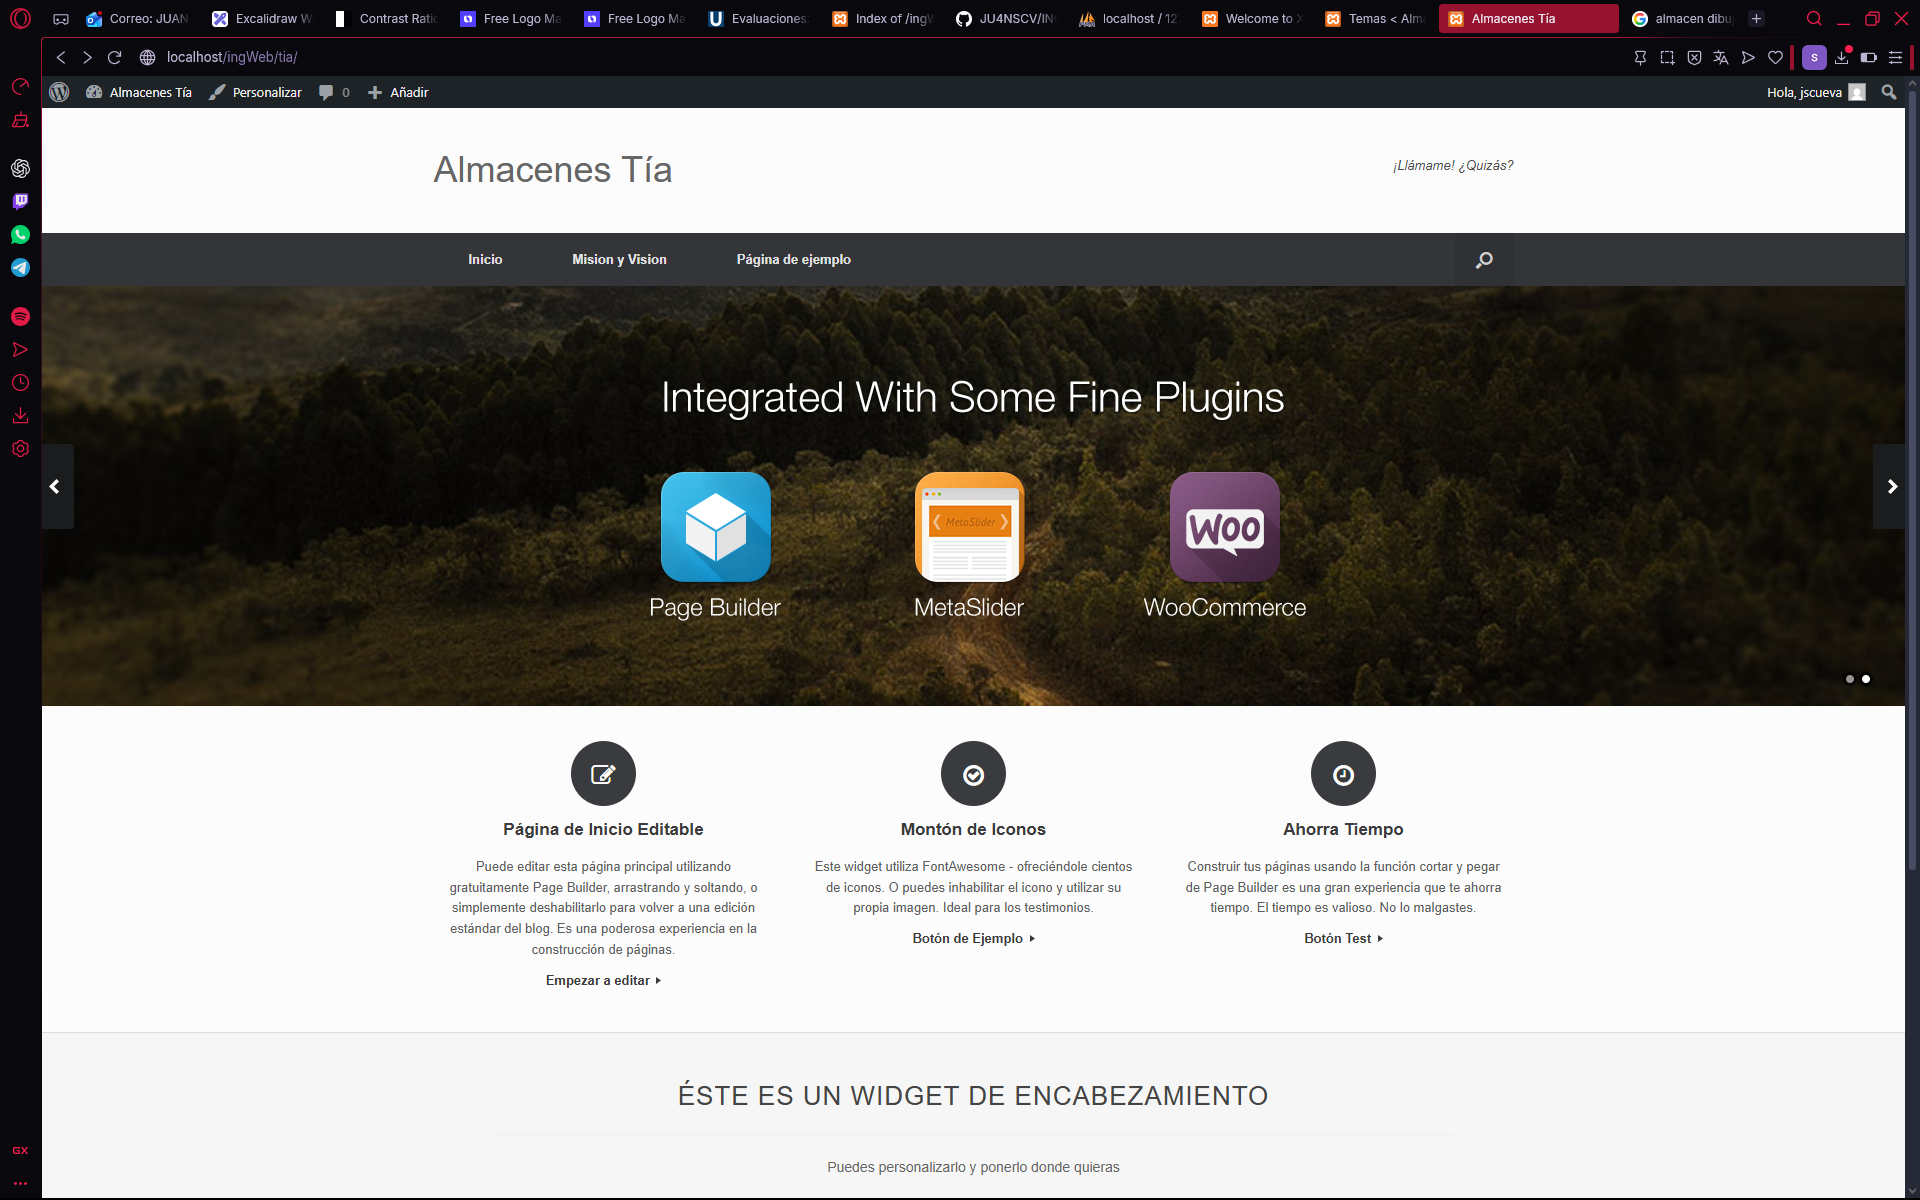 Correo: JUAN
Excalidraw W
Contrast Ratio
Free Logo Ma
Free Logo Ma
Evaluaciones:
Index of /ingW
JU4NSCV/ING
localhost / 12
Welcome to X
Temas < Alma
Almacenes Tía
almacen dibu
localhost/ingWeb/tia/
S
Almacenes Tía
Personalizar
0
Añadir
Hola, jscueva
Almacenes Tía
¡Llámame! ¿Quizás?
Inicio
Mision y Vision
Página de ejemplo
Integrated With Some Fine Plugins
MetaSlider
WOO
Page Builder
MetaSlider
WooCommerce
Página de Inicio Editable
Puede editar esta página principal utilizando
gratuitamente Page Builder, arrastrando y soltando, o
simplemente deshabilitarlo para volver a una edición
estándar del blog. Es una poderosa experiencia en la
construcción de páginas.
Empezar a editar
Montón de Iconos
Este widget utiliza FontAwesome - ofreciéndole cientos
de iconos. O puedes inhabilitar el icono y utilizar su
propia imagen. Ideal para los testimonios.
Botón de Ejemplo
Ahorra Tiempo
Construir tus páginas usando la función cortar y pegar
de Page Builder es una gran experiencia que te ahorra
tiempo. El tiempo es valioso. No lo malgastes.
Botón Test
ÉSTE ES UN WIDGET DE ENCABEZAMIENTO
Puedes personalizarlo y ponerlo donde quieras
GX